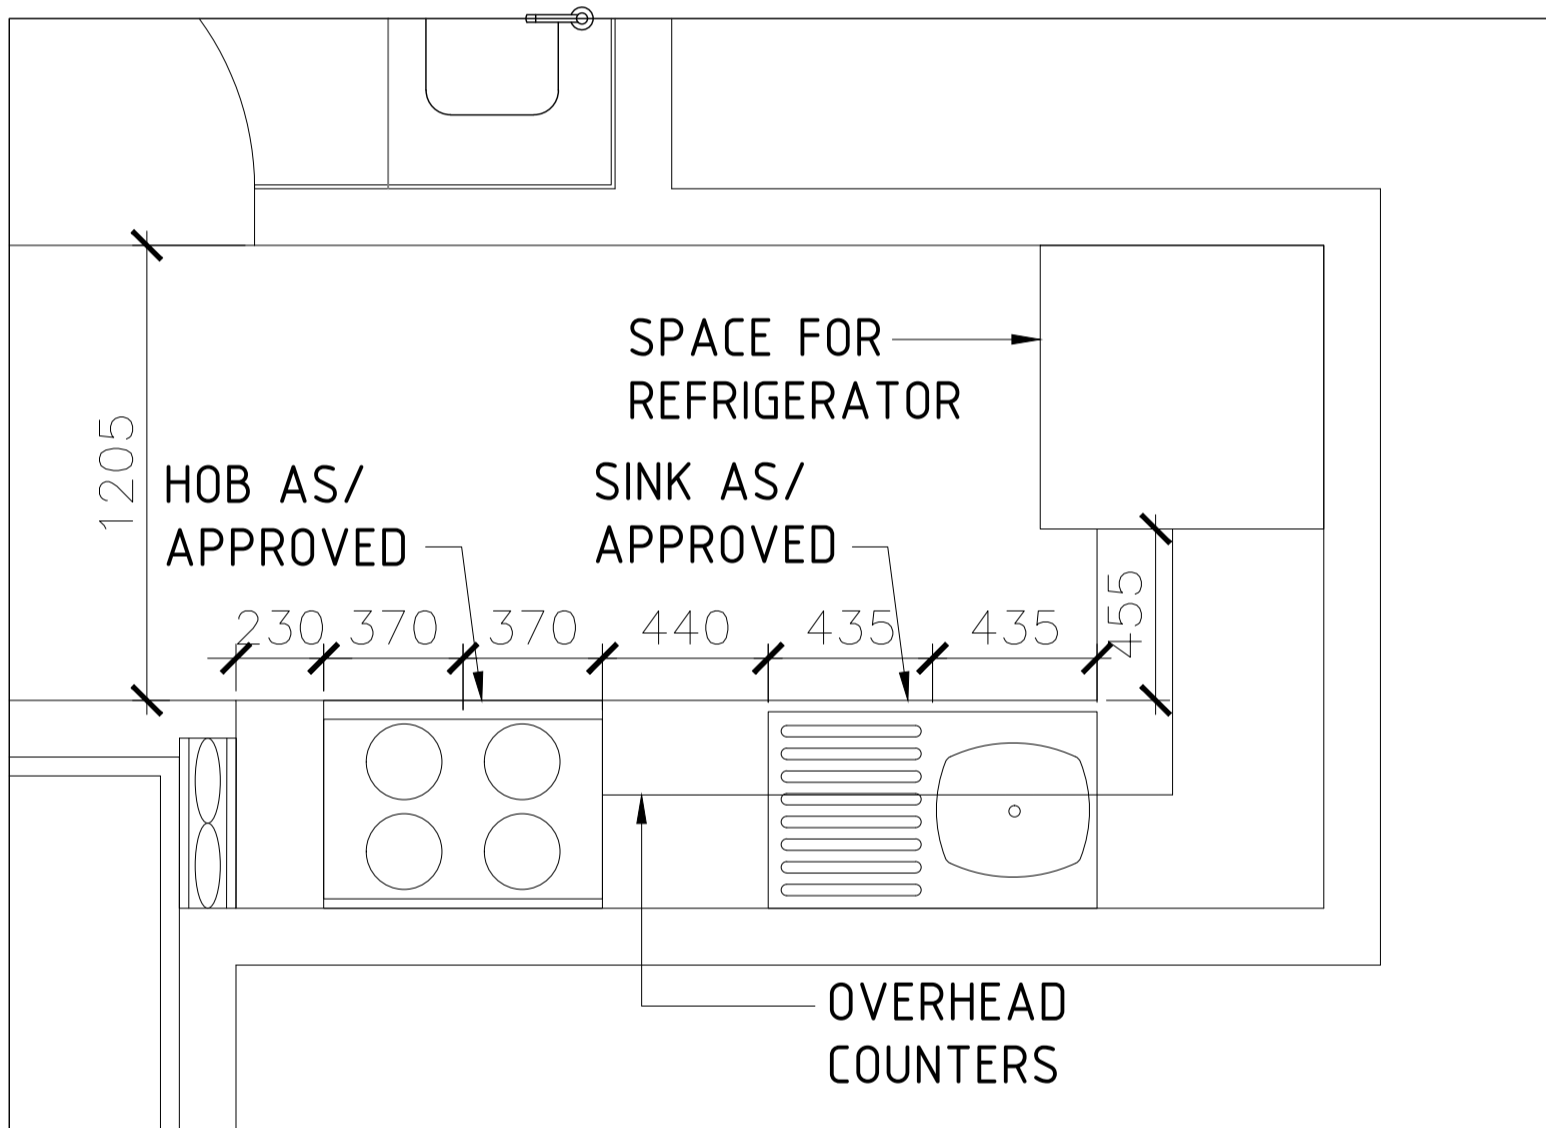 SPACE FOR
REFRIGERATOR
1205
HOB AS/
APPROVED
SINK AS/
APPROVED
230
370
370
440
435
435
455
OVERHEAD
COUNTERS